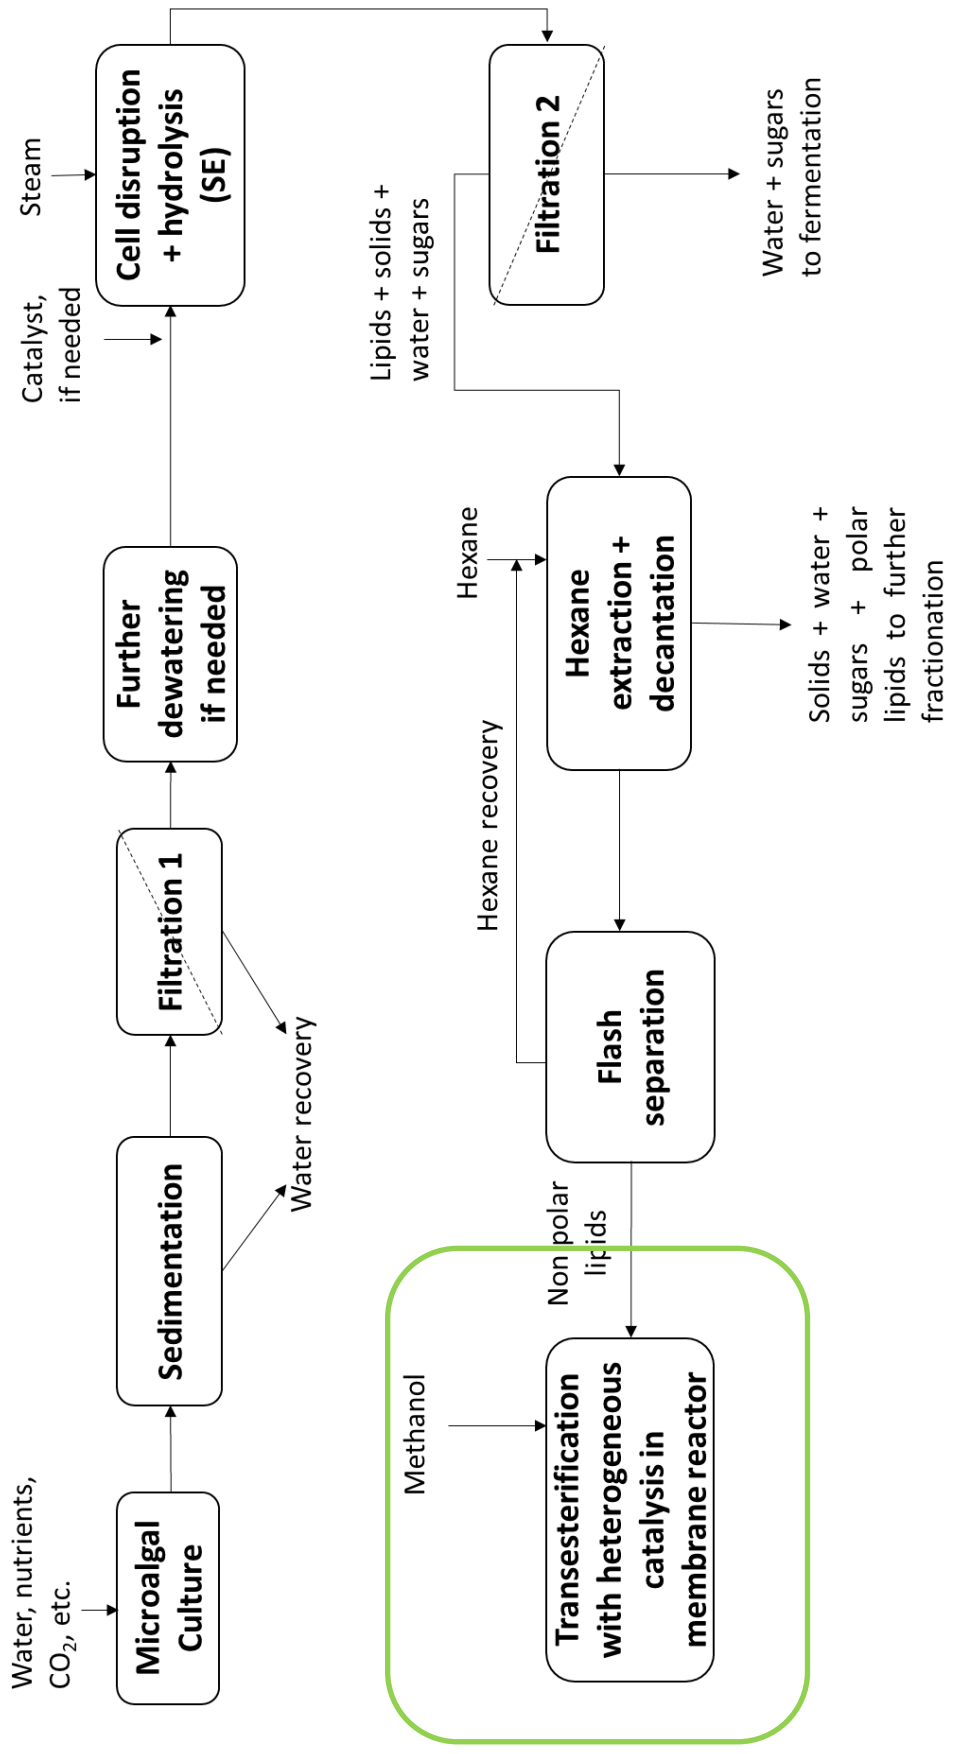 Water, nutrients,
CO₂, etc.
Microalgal
Culture
Sedimentation
Water recovery
Filtration 1
Further
dewatering
if needed
Catalyst,
if needed
Steam
Cell disruption
+ hydrolysis
(SE)
Filtration 2
Water + sugars
to fermentation
Lipids + solids +
water + sugars
Hexane
Hexane
extraction +
decantation
Solids + water +
sugars + polar
lipids to further
fractionation
Hexane recovery
Flash
separation
Non polar
lipids
Methanol
Transesterification
with heterogeneous
catalysis in
membrane reactor